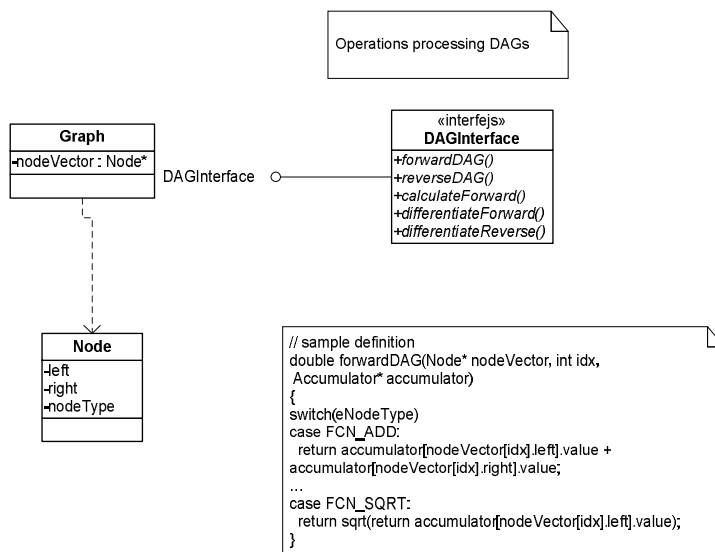 Operations processing DAGs
Graph
-nodeVector : Node*
DAGInterface
«interfejs»
DAGInterface
+forwardDAG()
+reverseDAG()
+calculateForward()
+differentiateForward()
+differentiateReverse()
Node
-left
-right
-nodeType
// sample definition
double forwardDAG(Node* nodeVector, int idx,
Accumulator* accumulator)
{
switch(eNodeType)
case FCN_ADD:
return accumulator[nodeVector[idx].left].value +
accumulator[nodeVector[idx].right].value;
...
case FCN_SQRT:
return sqrt(return accumulator[nodeVector[idx].left].value);
}